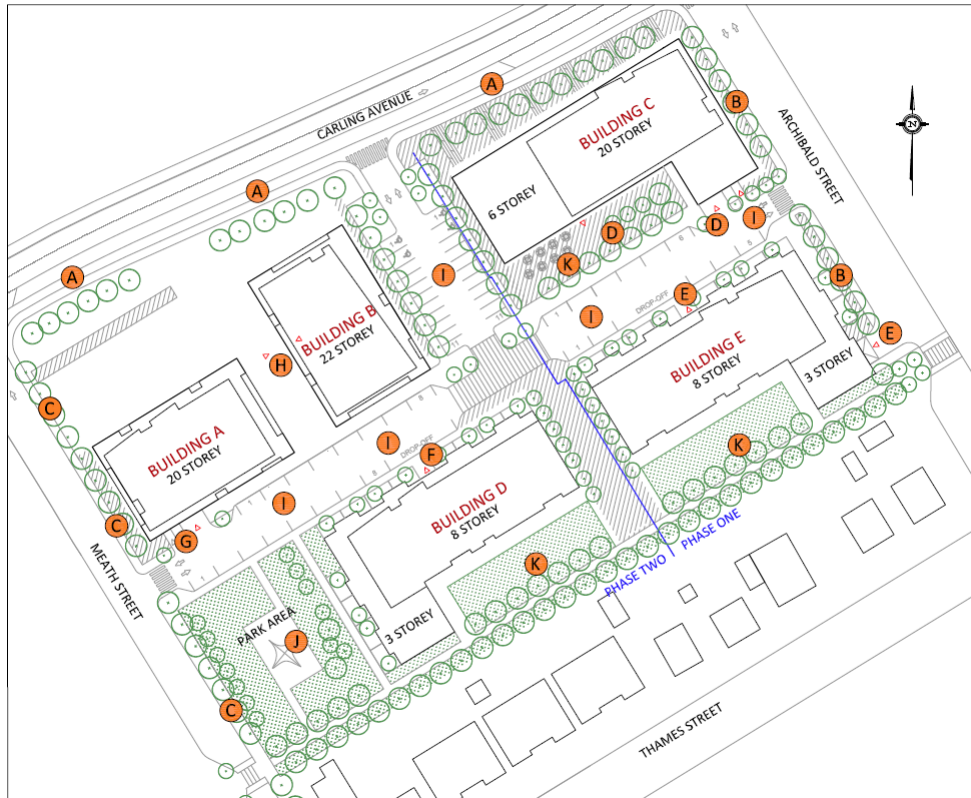 A
CARLING AVENUE
BUILDING C
20 STOREY
B
ARCHIBALD STREET
N
A
6 STOREY
D
D
I
A
I
K
B
BUILDING B
22 STOREY
H
DROP-OFF
E
I
BUILDING E
8 STOREY
E
3 STOREY
C
BUILDING A
20 STOREY
I
DROP-OFF
F
K
I
BUILDING D
8 STOREY
C
G
PHASE ONE
PHASE TWO
K
MEATH STREET
PARK AREA
J
3 STOREY
C
THAMES STREET